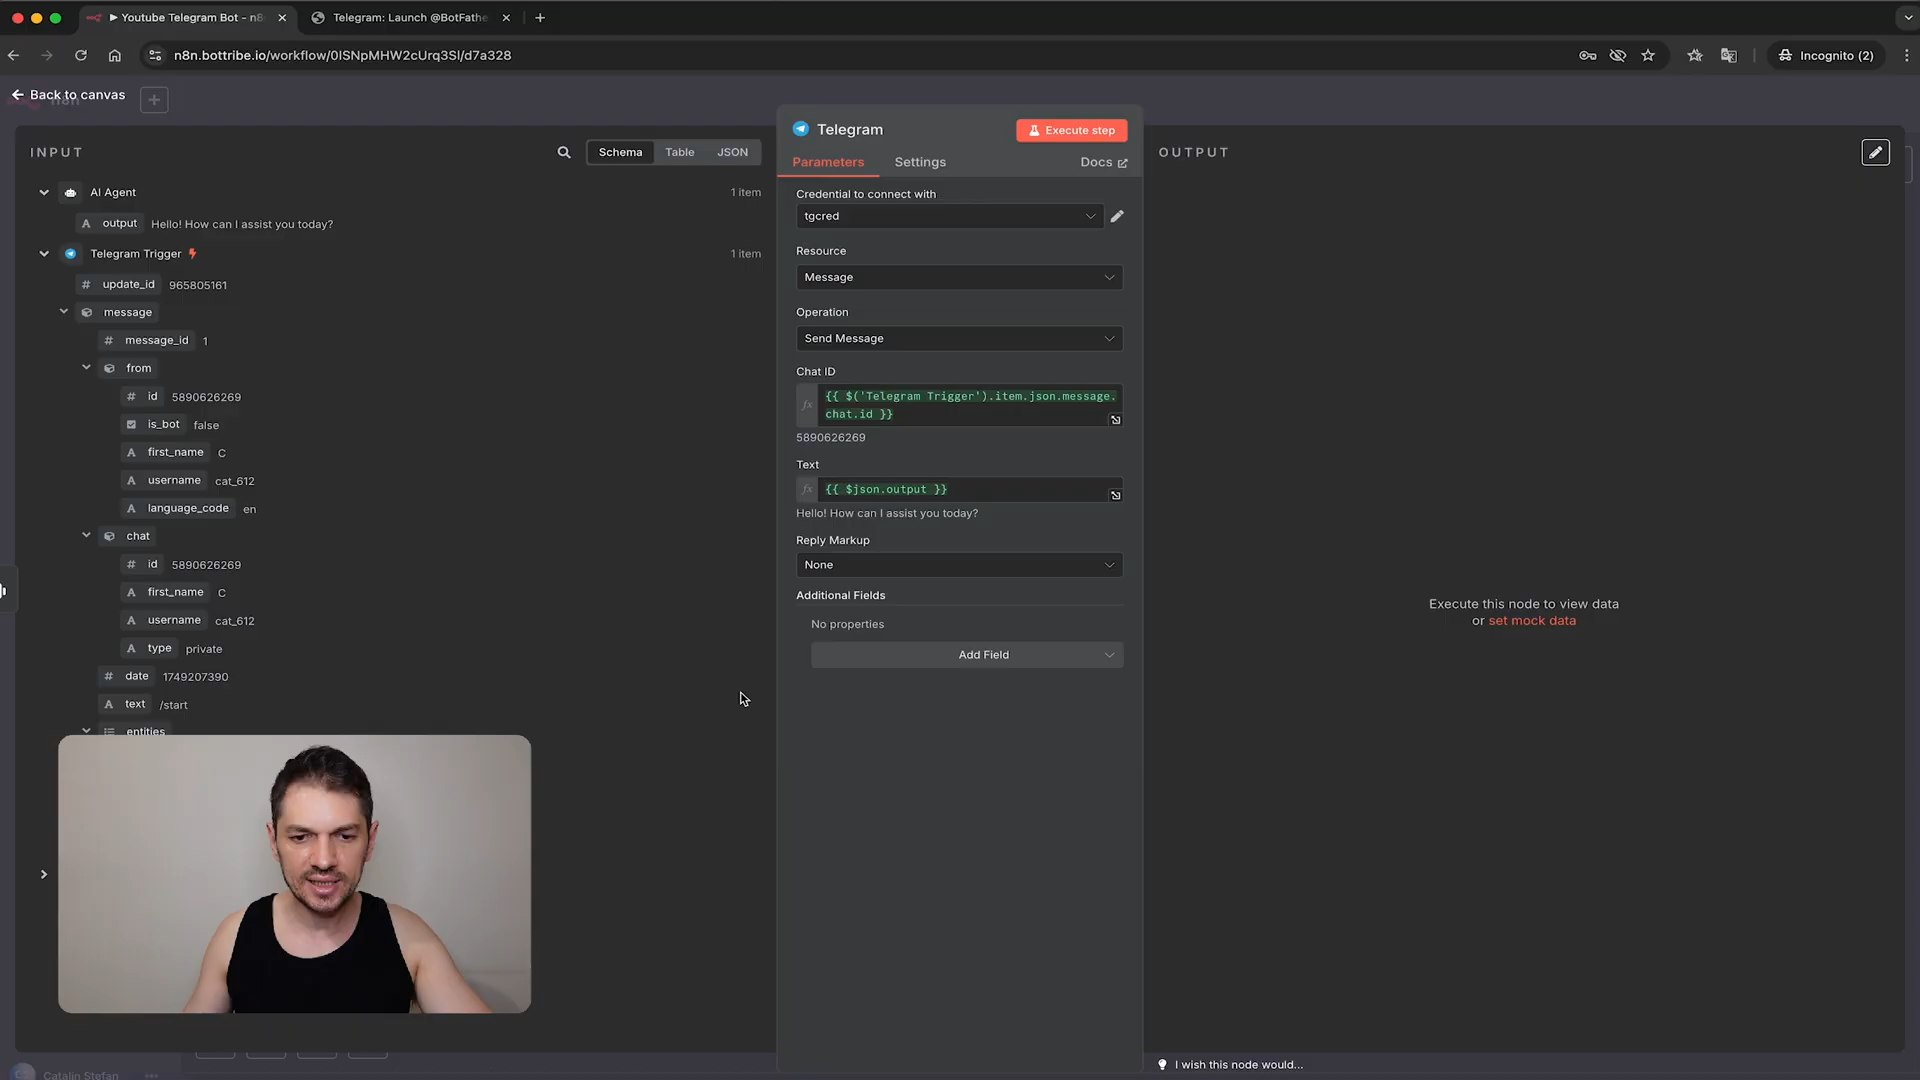 Youtube Telegram Bot - n8
Telegram: Launch @BotFathe
n8n.bottribe.io/workflow/0ISNpMHW2cUrq3Sl/d7a328
Incognito (2)
Back to canvas
INPUT
Schema
Table
JSON
AI Agent
1 item
output
Hello! How can I assist you today?
Telegram Trigger
1 item
update_id
965805161
message
message_id
1
from
id
5890626269
is_bot
false
first_name
C
username
cat_612
language_code
en
chat
id
5890626269
first_name
C
username
cat_612
type
private
date
1749207390
text
/start
entities
Telegram
Execute step
Parameters
Settings
Docs
Credential to connect with
tgcred
Resource
Message
Operation
Send Message
Chat ID
fx
{{ $('Telegram Trigger').item.json.message.
chat.id }}
5890626269
Text
fx
{{ $json.output }}
Hello! How can I assist you today?
Reply Markup
None
Additional Fields
No properties
Add Field
OUTPUT
Execute this node to view data
or set mock data
I wish this node would...
Catalin Stefan